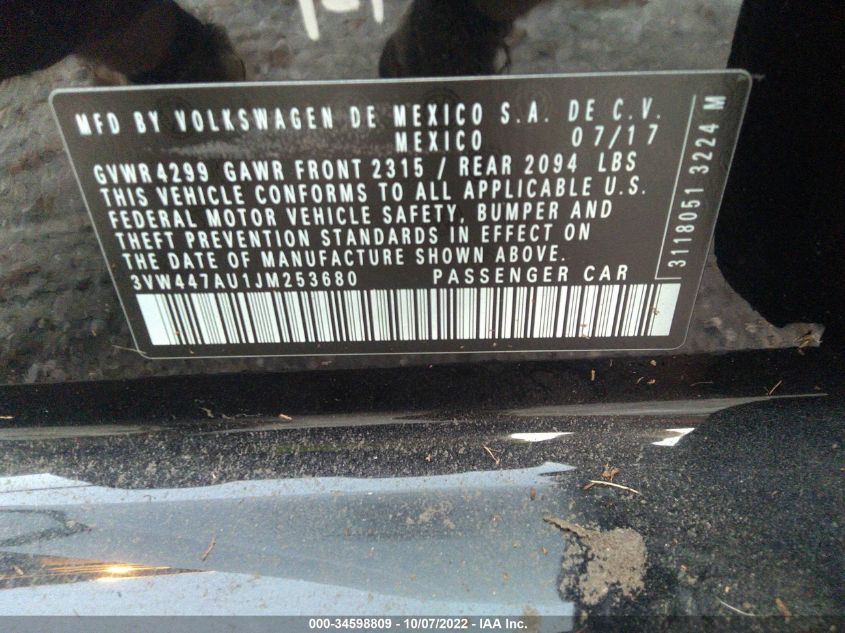 MFD BY VOLKSWAGEN DE MEXICO S.A. DE C.V.
MEXICO 07/17
GVWR 4299 GAWR FRONT 2315 / REAR 2094 LBS
THIS VEHICLE CONFORMS TO ALL APPLICABLE U.S.
FEDERAL MOTOR VEHICLE SAFETY, BUMPER AND
THEFT PREVENTION STANDARDS IN EFFECT ON
THE DATE OF MANUFACTURE SHOWN ABOVE.
3VW447AU1JM253680 PASSENGER CAR
3118051 3224 M
000-34598809 - 10/07/2022 - IAA Inc.